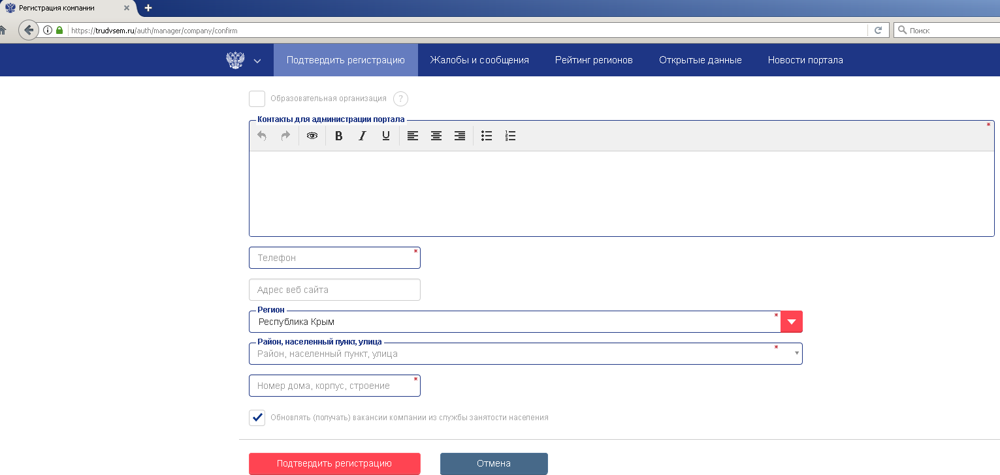 Регистрация компании
https://trudvsem.ru/auth/manager/company/confirm
Поиск
Подтвердить регистрацию
Жалобы и сообщения
Рейтинг регионов
Открытые данные
Новости портала
Образовательная организация ?
Контакты для администрации портала *
B I U
Телефон *
Адрес веб сайта
Регион
Республика Крым *
Район, населенный пункт, улица
Район, населенный пункт, улица *
Номер дома, корпус, строение *
Обновлять (получать) вакансии компании из службы занятости населения
Подтвердить регистрацию
Отмена